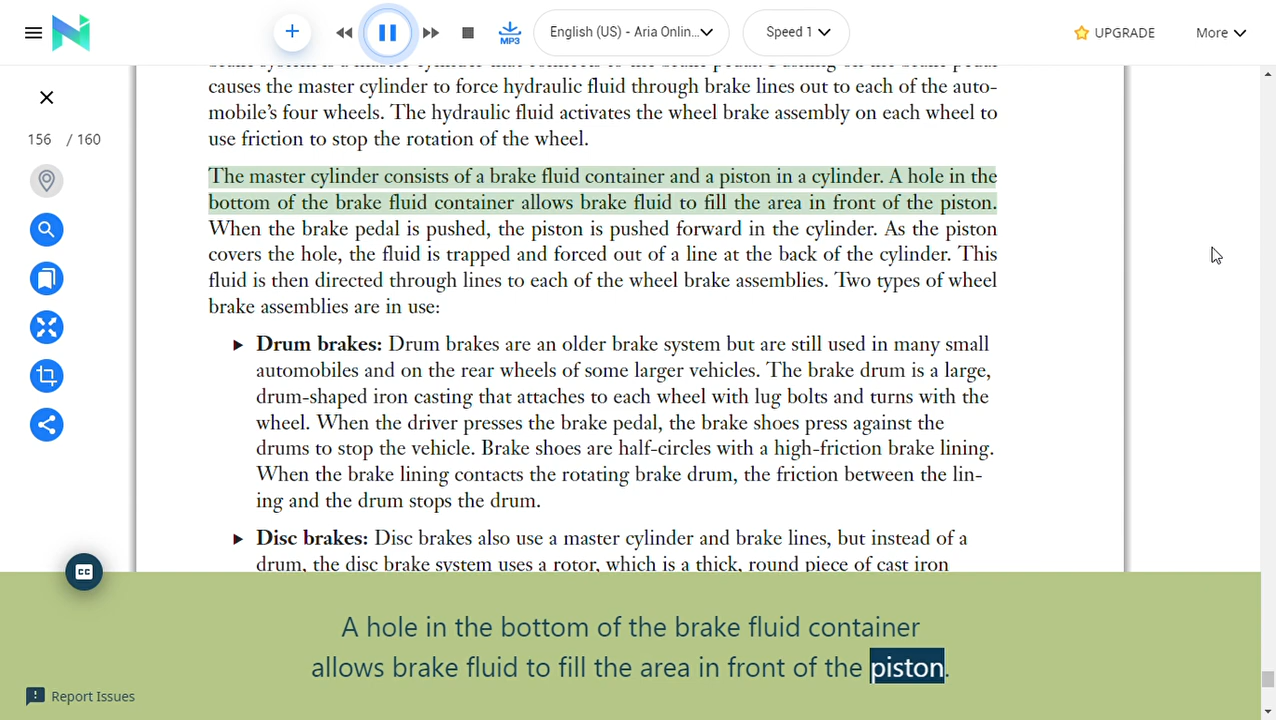 MP3
English (US) - Aria Onlin...
Speed 1
UPGRADE
More
156 / 160
causes the master cylinder to force hydraulic fluid through brake lines out to each of the auto-
mobile's four wheels. The hydraulic fluid activates the wheel brake assembly on each wheel to
use friction to stop the rotation of the wheel.
The master cylinder consists of a brake fluid container and a piston in a cylinder. A hole in the
bottom of the brake fluid container allows brake fluid to fill the area in front of the piston.
When the brake pedal is pushed, the piston is pushed forward in the cylinder. As the piston
covers the hole, the fluid is trapped and forced out of a line at the back of the cylinder. This
fluid is then directed through lines to each of the wheel brake assemblies. Two types of wheel
brake assemblies are in use:
Drum brakes: Drum brakes are an older brake system but are still used in many small
automobiles and on the rear wheels of some larger vehicles. The brake drum is a large,
drum-shaped iron casting that attaches to each wheel with lug bolts and turns with the
wheel. When the driver presses the brake pedal, the brake shoes press against the
drums to stop the vehicle. Brake shoes are half-circles with a high-friction brake lining.
When the brake lining contacts the rotating brake drum, the friction between the lin-
ing and the drum stops the drum.
Disc brakes: Disc brakes also use a master cylinder and brake lines, but instead of a
drum, the disc brake system uses a rotor, which is a thick, round piece of cast iron
CC
A hole in the bottom of the brake fluid container
allows brake fluid to fill the area in front of the piston.
Report Issues